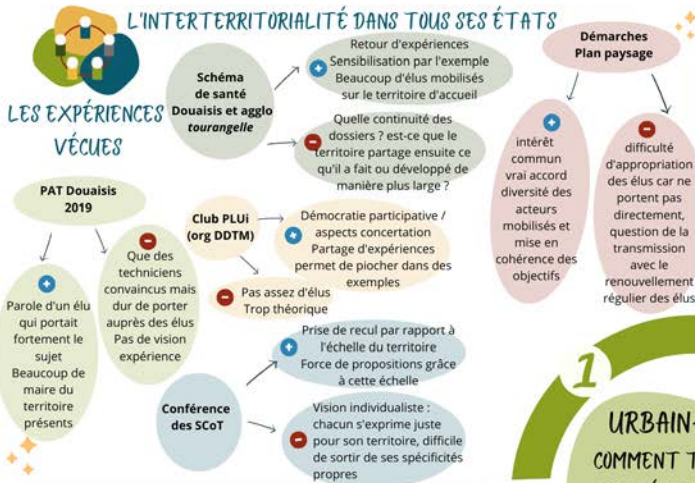 L'INTERTERRITORIALITÉ DANS TOUS SES ÉTATS
LES EXPÉRIENCES
VÉCUES
Schéma
de santé
Douaisis et agglo
tourangelle
Retour d'expériences
Sensibilisation par l'exemple
Beaucoup d'élus mobilisés
sur le territoire d'accueil
Quelle continuité des
dossiers ? est-ce que le
territoire partage ensuite ce
qu'il a fait ou développé de
manière plus large ?
Démarches
Plan paysage
intérêt
commun
vrai accord
diversité des
acteurs
mobilisés et
mise en
cohérence des
objectifs
difficulté
d'appropriation
des élus car ne
portent pas
directement,
question de la
transmission
avec le
renouvellement
régulier des élus
PAT Douaisis
2019
Parole d'un élu
qui portait
fortement le
sujet
Beaucoup de
maire du
territoire
présents
Que des
techniciens
convaincus mais
dur de porter
auprès des élus
Pas de vision
expérience
Club PLUi
(org DDTM)
Démocratie participative /
aspects concertation
Partage d'expériences
permet de piocher dans des
exemples
Pas assez d'élus
Trop théorique
Conférence
des SCoT
Prise de recul par rapport à
l'échelle du territoire
Force de propositions grâce
à cette échelle
Vision individualiste :
chacun s'exprime juste
pour son territoire, difficile
de sortir de ses spécificités
propres
1
URBAIN-
COMMENT T